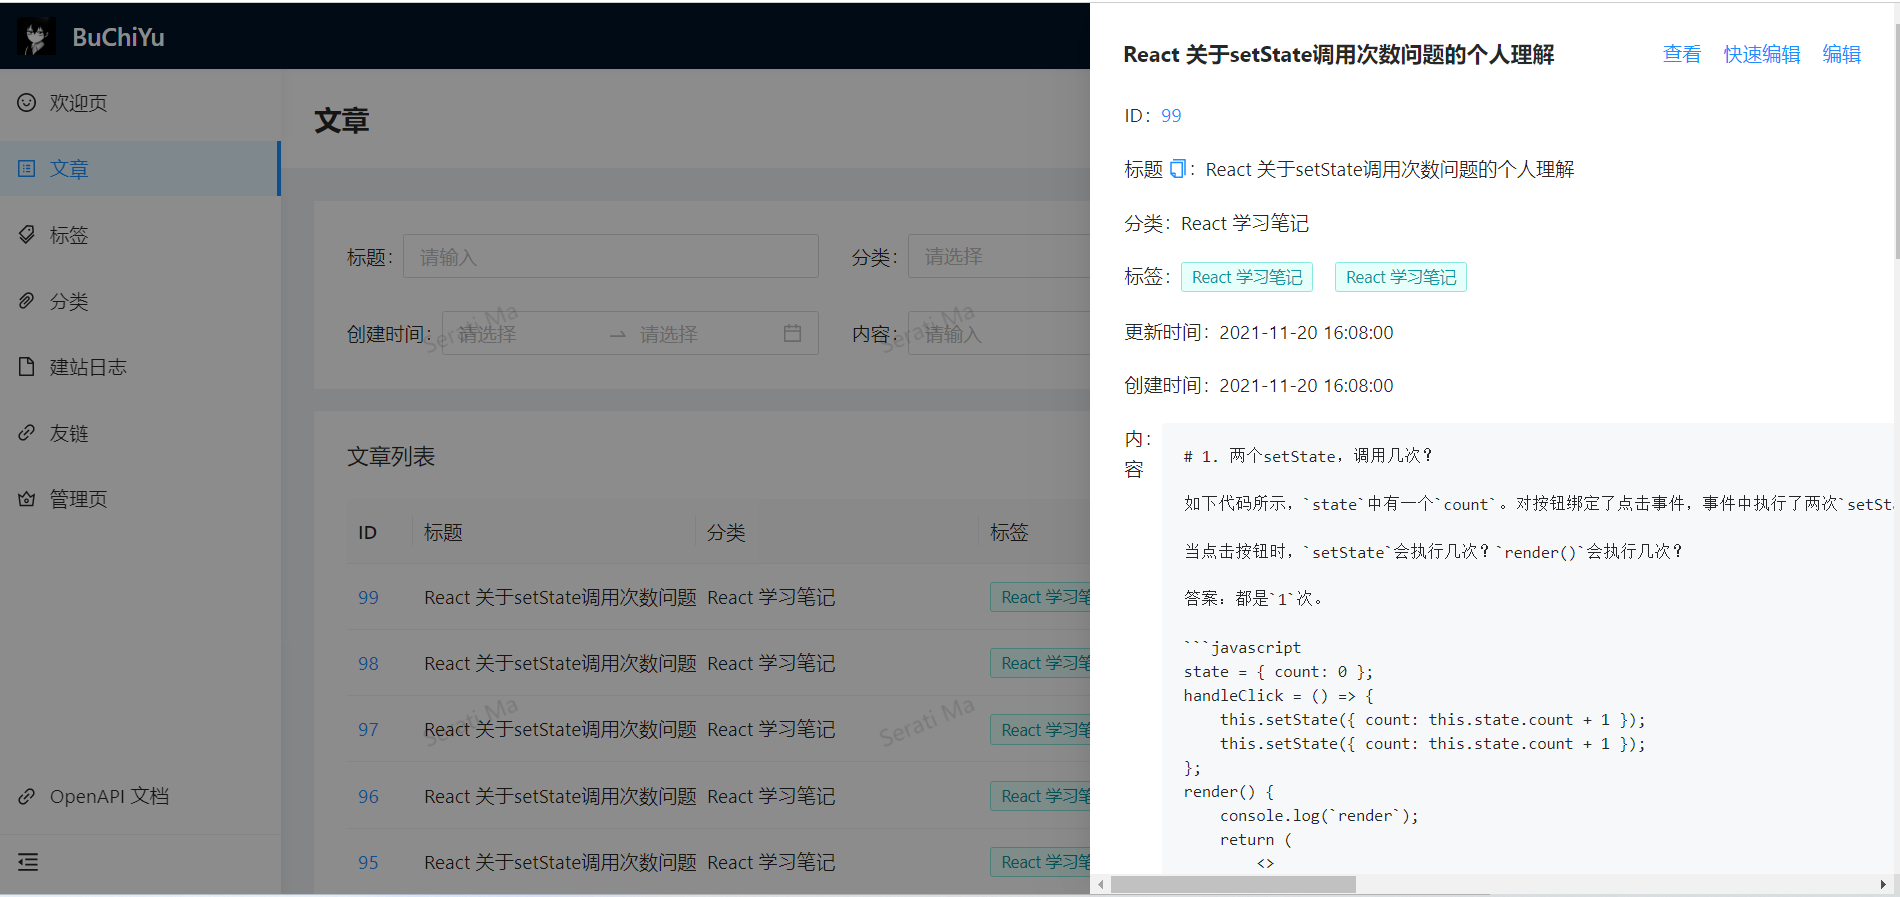 BuChiYu
欢迎页
文章
标签
分类
建站日志
友链
管理页
OpenAPI 文档
文章
标题: 请输入
分类: 请选择
创建时间: 请选择 → 请选择
内容: 请输入
Serati Ma
Serati Ma
文章列表
ID 标题 分类 标签
99 React 关于setState调用次数问题 React 学习笔记 React 学习笔
98 React 关于setState调用次数问题 React 学习笔记 React 学习笔
97 React 关于setState调用次数问题 React 学习笔记 React 学习笔
Serati Ma
Serati Ma
96 React 关于setState调用次数问题 React 学习笔记 React 学习笔
95 React 关于setState调用次数问题 React 学习笔记 React 学习笔
React 关于setState调用次数问题的个人理解
查看 快速编辑 编辑
ID: 99
标题: React 关于setState调用次数问题的个人理解
分类: React 学习笔记
标签: React 学习笔记 React 学习笔记
更新时间: 2021-11-20 16:08:00
创建时间: 2021-11-20 16:08:00
内容:
# 1. 两个setState，调用几次？
如下代码所示，`state`中有一个`count`。对按钮绑定了点击事件，事件中执行了两次`setSta
当点击按钮时，`setState`会执行几次？`render()`会执行几次？
答案：都是`1`次。
```javascript
state = { count: 0 };
handleClick = () => {
this.setState({ count: this.state.count + 1 });
this.setState({ count: this.state.count + 1 });
};
render() {
console.log(`render`);
return (
<>